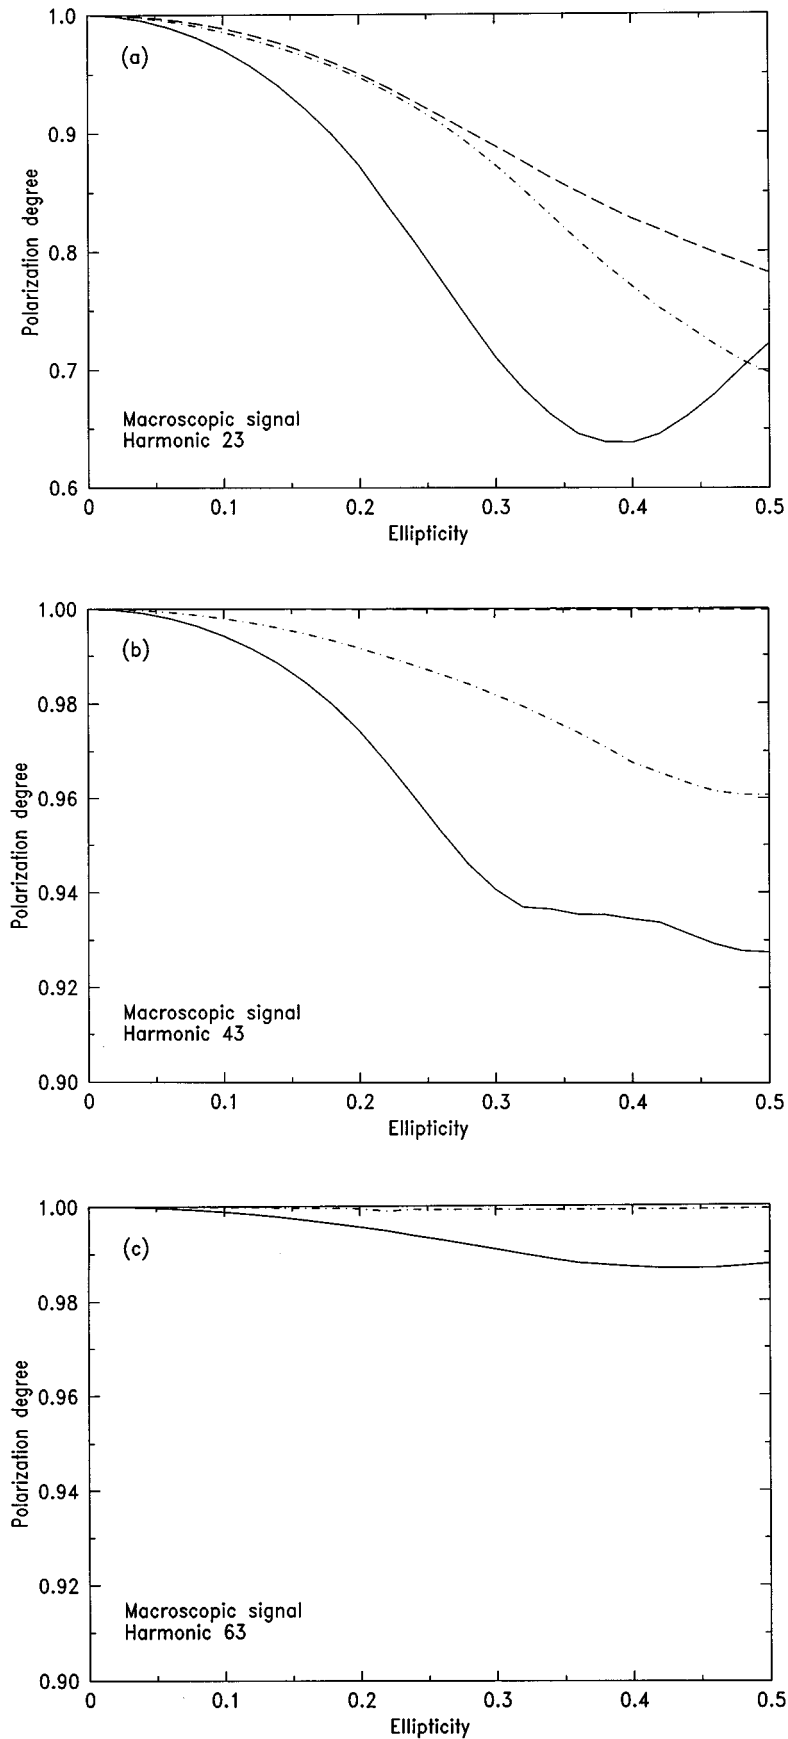 1.0
(a)
0.9
0.8
0.7
0.6
Polarization degree
Macroscopic signal
Harmonic 23
0 0.1 0.2 0.3 0.4 0.5
Ellipticity
1.00
(b)
0.98
0.96
0.94
0.92
0.90
Polarization degree
Macroscopic signal
Harmonic 43
0 0.1 0.2 0.3 0.4 0.5
Ellipticity
1.00
(c)
0.98
0.96
0.94
0.92
0.90
Polarization degree
Macroscopic signal
Harmonic 63
0 0.1 0.2 0.3 0.4 0.5
Ellipticity